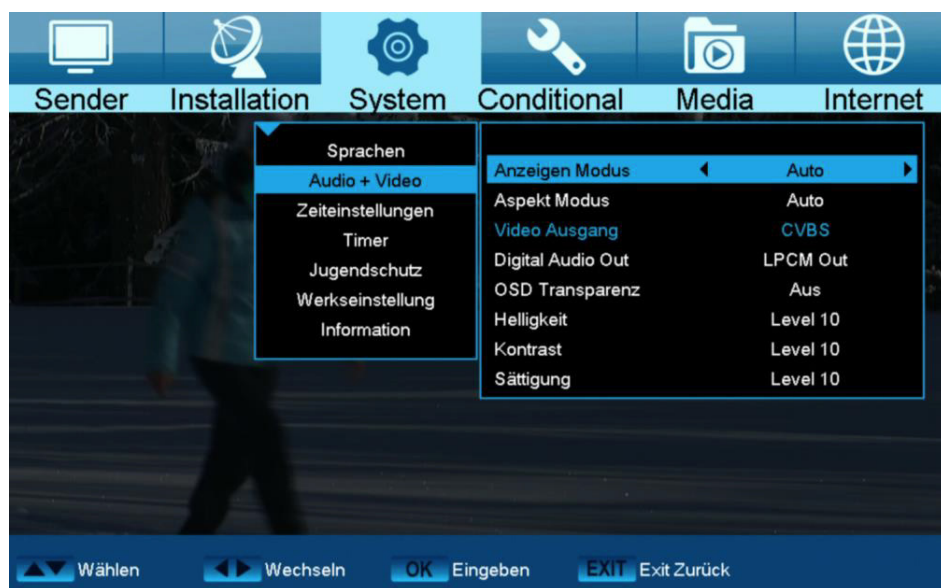 Sender Installation System Conditional Media Internet
Sprachen
Audio + Video
Zeiteinstellungen
Timer
Jugendschutz
Werkseinstellung
Information
Anzeigen Modus Auto
Aspekt Modus Auto
Video Ausgang CVBS
Digital Audio Out LPCM Out
OSD Transparenz Aus
Helligkeit Level 10
Kontrast Level 10
Sättigung Level 10
Wählen Wechseln OK Eingeben EXIT Exit Zurück